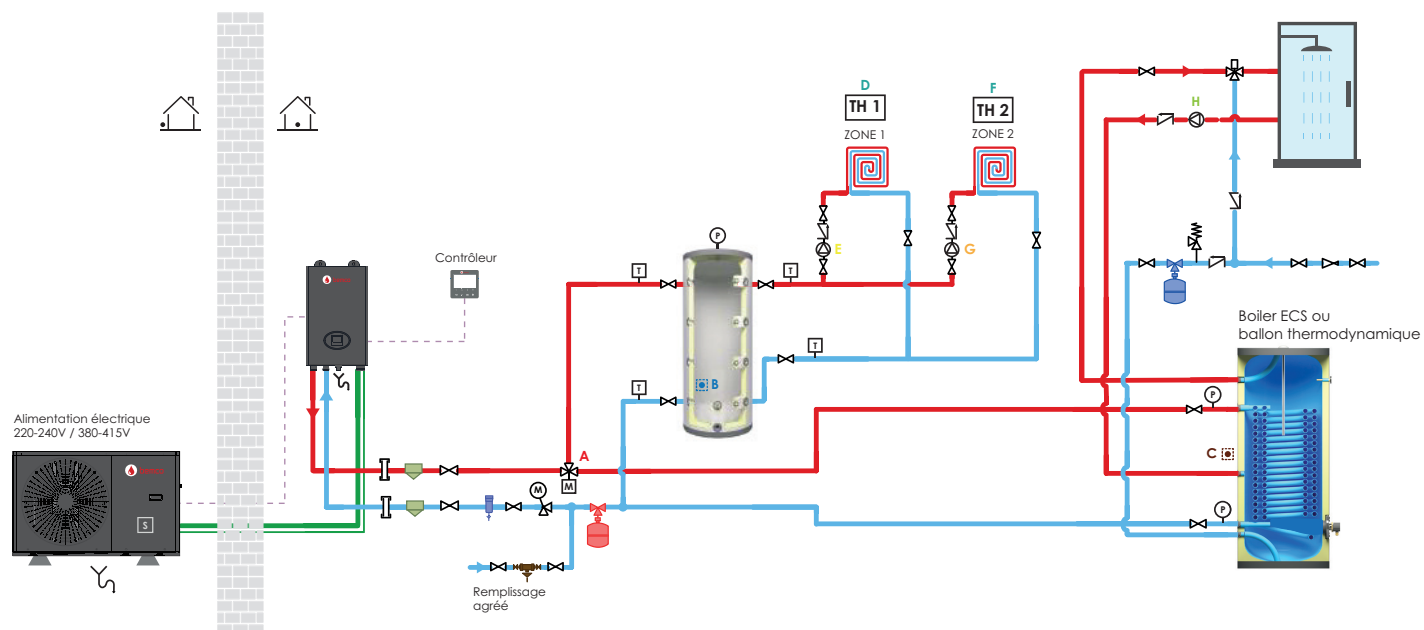 D
F
TH 1
TH 2
ZONE 1
ZONE 2
H
P
E
G
Contrôleur
T
T
T
T
B
Boiler ECS ou
ballon thermodynamique
P
C
P
Alimentation électrique
220-240V / 380-415V
A
M
M
S
Remplissage
agréé